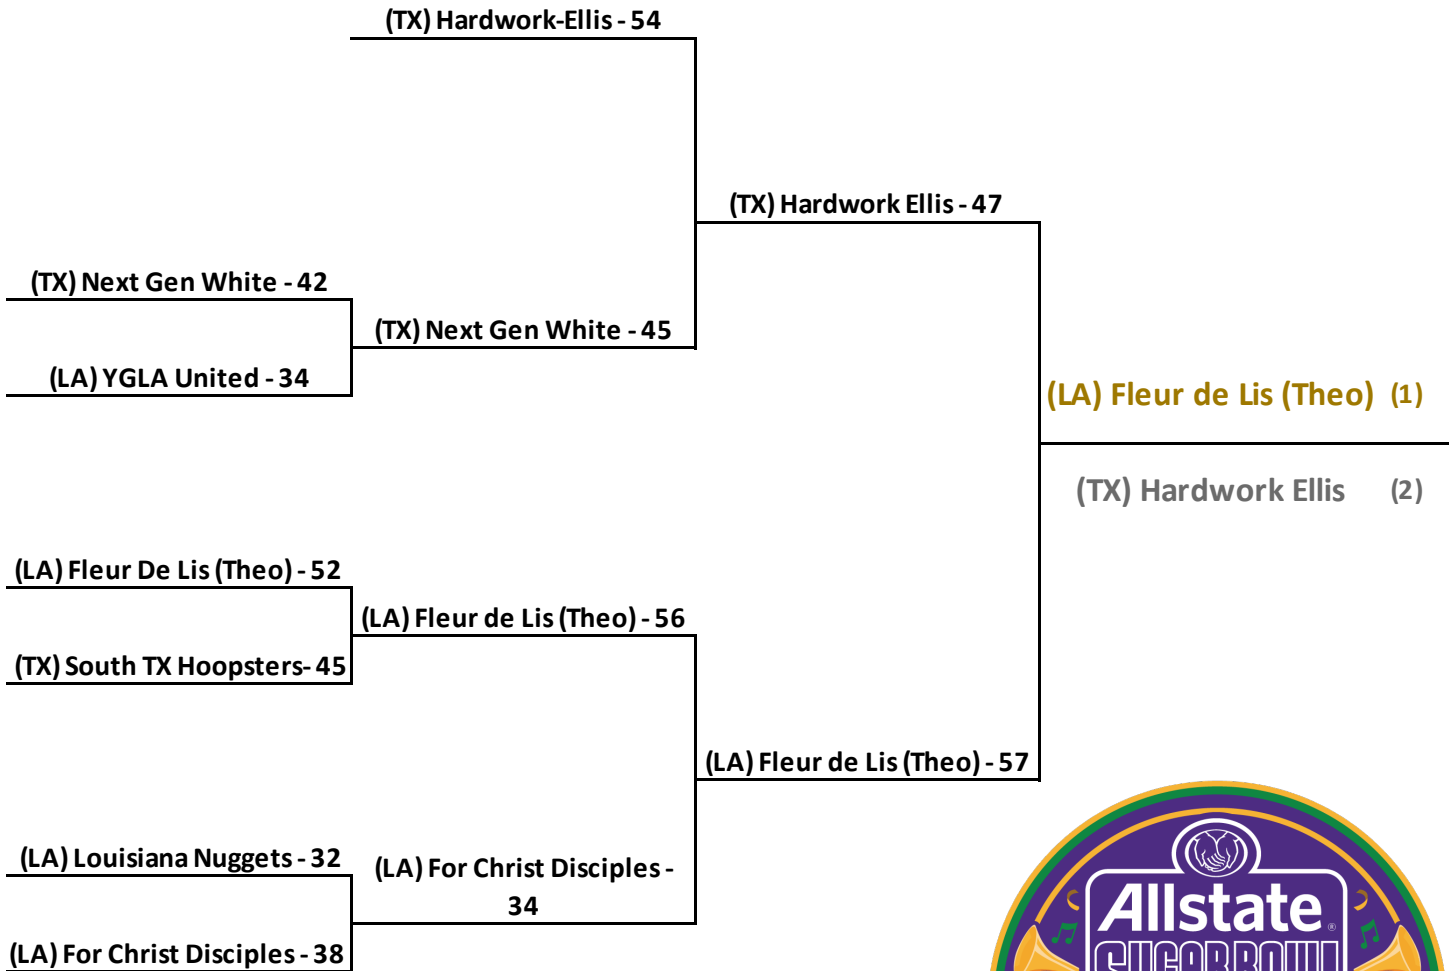 (TX) Hardwork-Ellis - 54
(TX) Hardwork Ellis - 47
(TX) Next Gen White - 42
(TX) Next Gen White - 45
(LA) YGLA United - 34
(LA) Fleur de Lis (Theo) (1)
(TX) Hardwork Ellis (2)
(LA) Fleur De Lis (Theo) - 52
(LA) Fleur de Lis (Theo) - 56
(TX) South TX Hoopsters- 45
(LA) Fleur de Lis (Theo) - 57
(LA) Louisiana Nuggets - 32
(LA) For Christ Disciples -
34
(LA) For Christ Disciples - 38
Allstate®
SUGAR BOWL